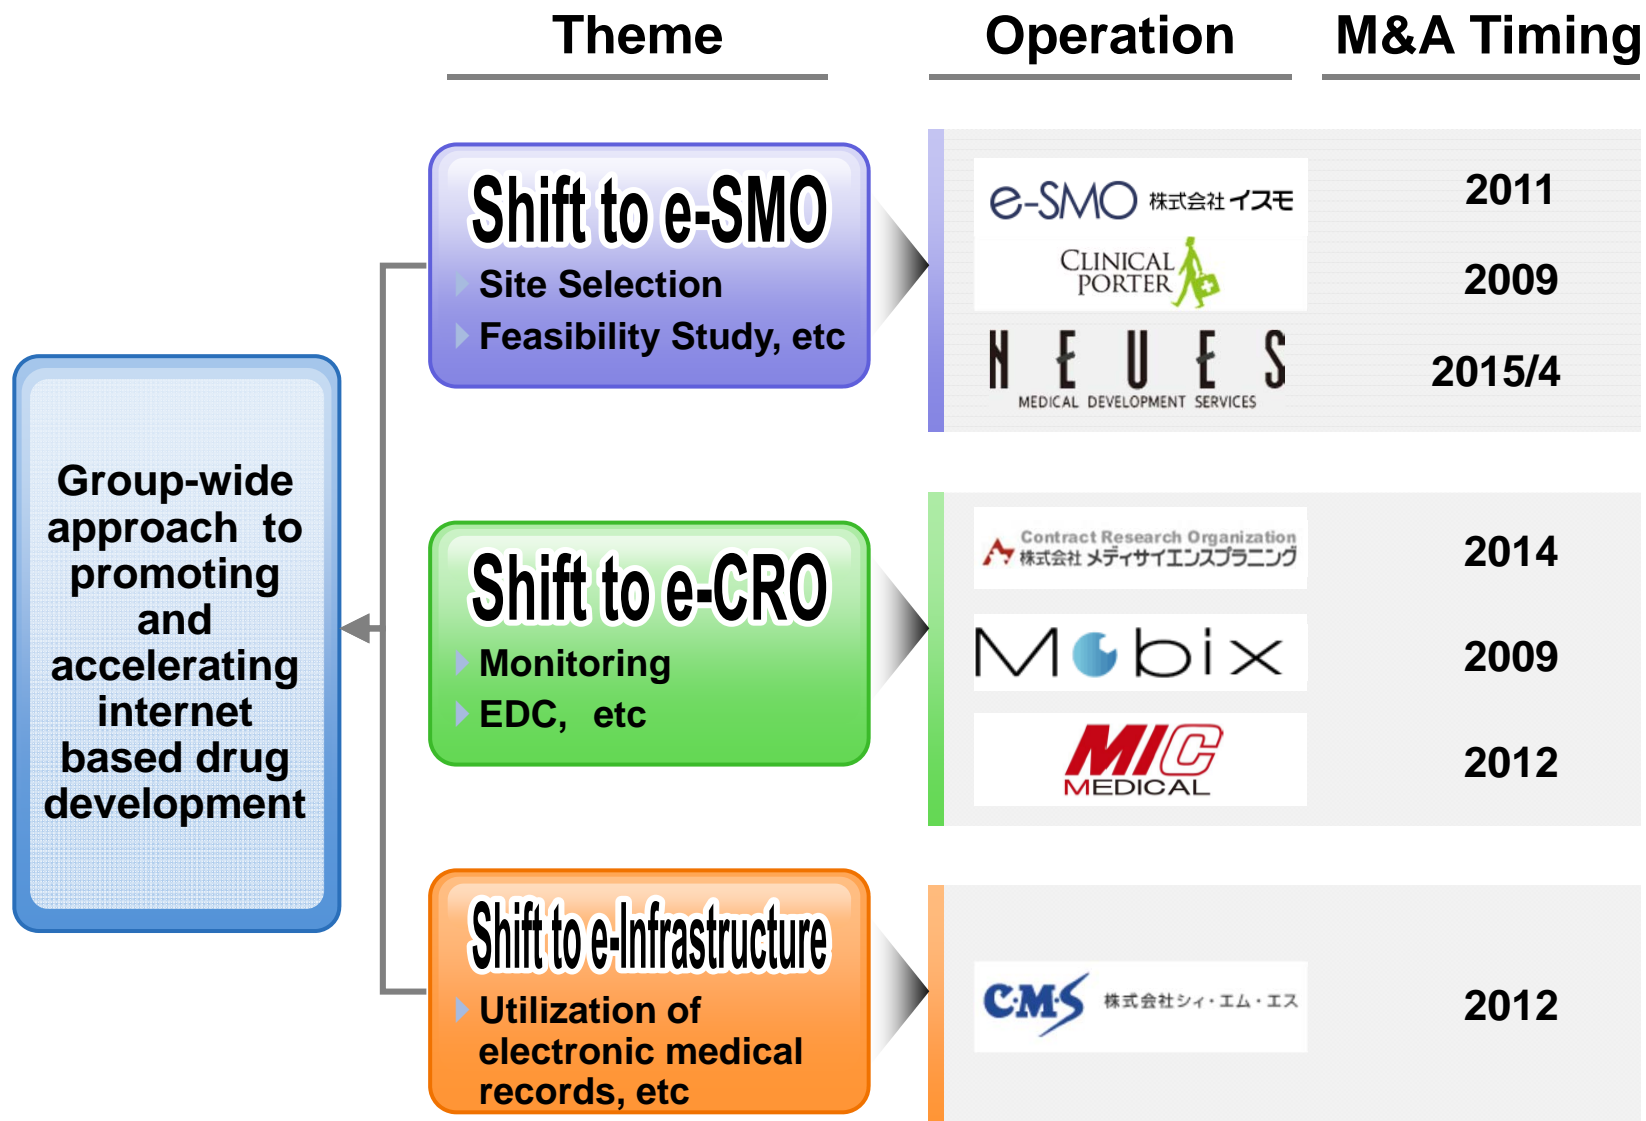 Theme
Operation
M&A Timing
Group-wide
approach to
promoting
and
accelerating
internet
based drug
development
Shift to e-SMO
Site Selection
Feasibility Study, etc
e-SMO 株式会社イスモ
2011
CLINICAL
PORTER
2009
NEUES
MEDICAL DEVELOPMENT SERVICES
2015/4
Shift to e-CRO
Monitoring
EDC, etc
Contract Research Organization
株式会社 メディサイエンスプラニング
2014
Mobix
2009
MIC
MEDICAL
2012
Shift to e-Infrastructure
Utilization of
electronic medical
records, etc
C・M・S 株式会社シィ・エム・エス
2012